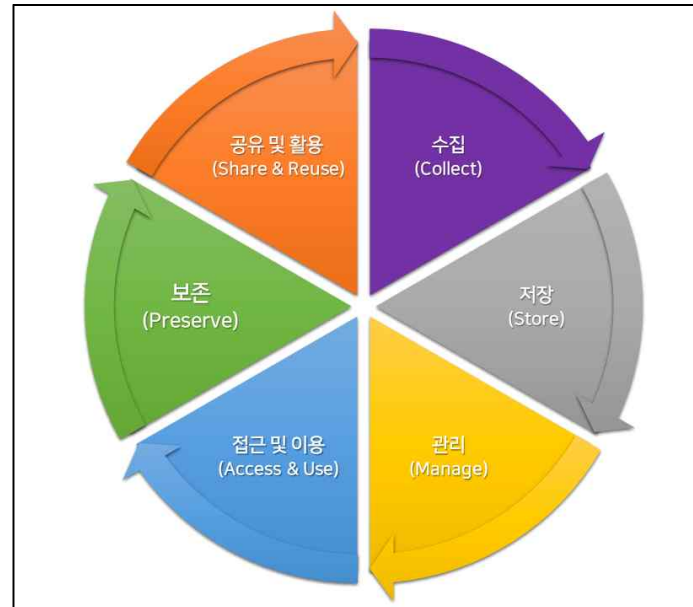 공유 및 활용
(Share & Reuse)
수집
(Collect)
보존
(Preserve)
저장
(Store)
접근 및 이용
(Access & Use)
관리
(Manage)